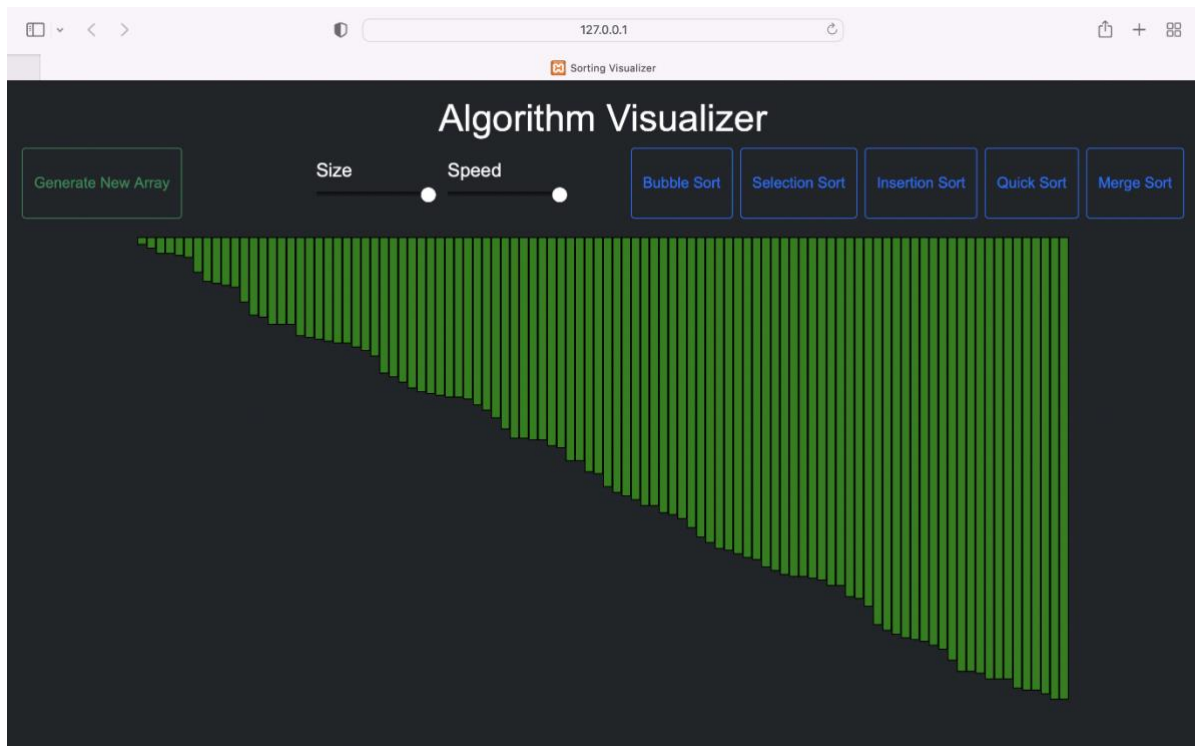 127.0.0.1
Sorting Visualizer
Algorithm Visualizer
Generate New Array
Size
Speed
Bubble Sort
Selection Sort
Insertion Sort
Quick Sort
Merge Sort